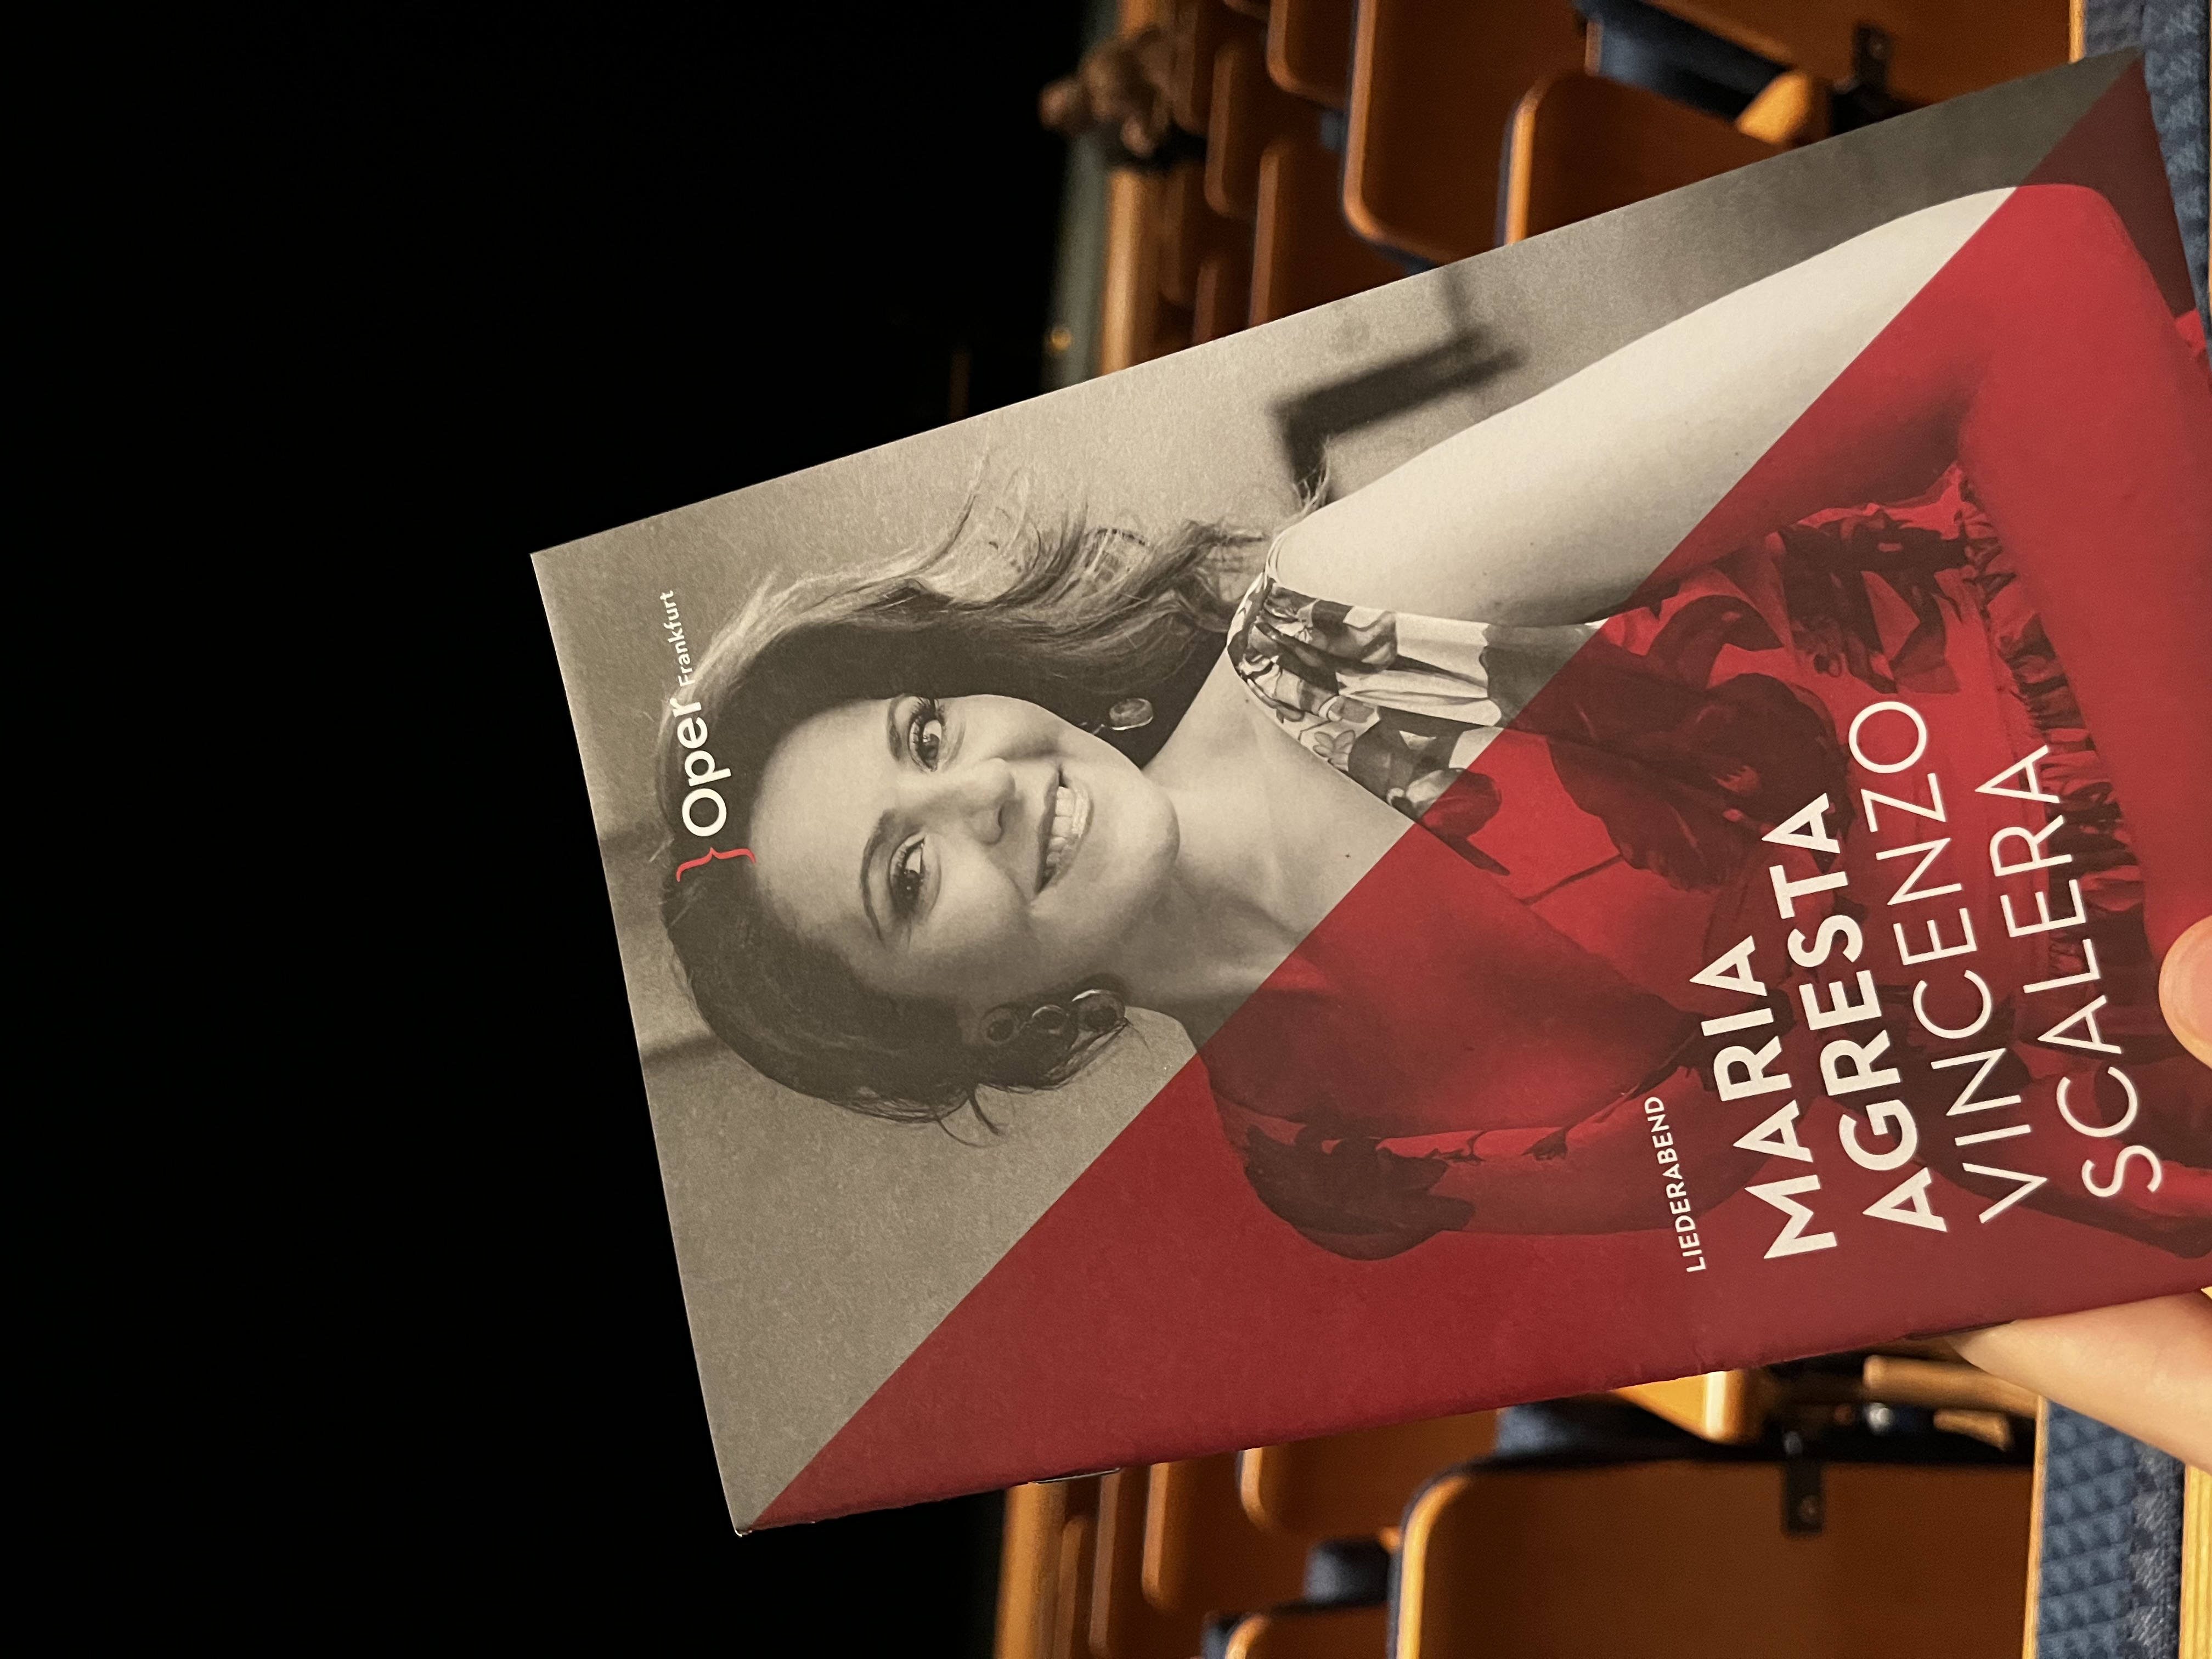 } Oper Frankfurt
LIEDERABEND
MARIA
AGRESTA
VINCENZO
SCALERA